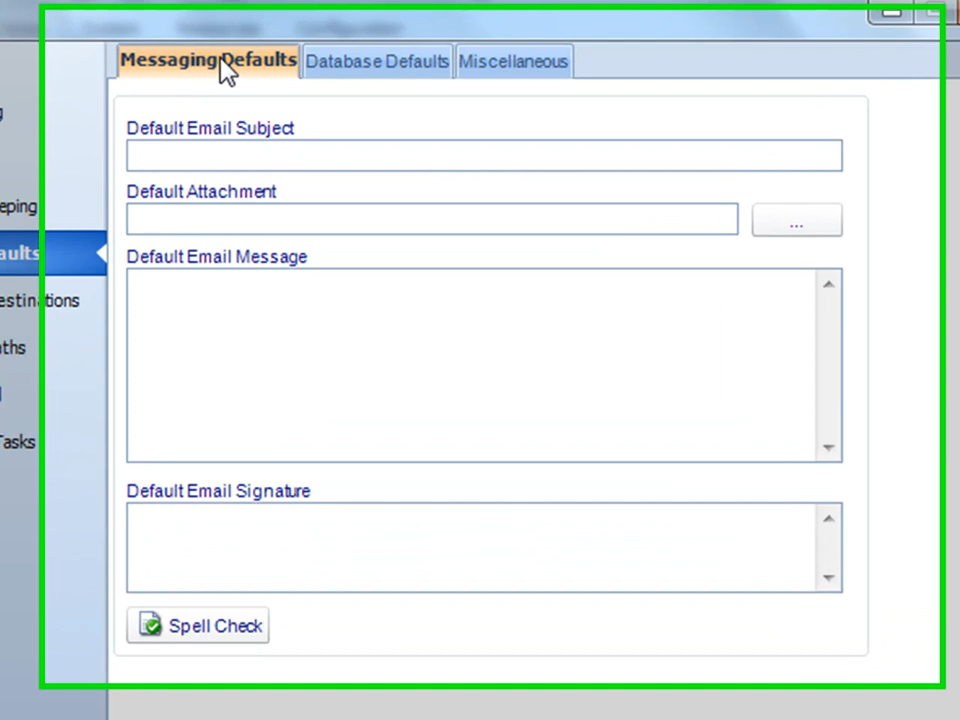 Messaging Defaults Database Defaults Miscellaneous
Default Email Subject
Default Attachment
...
Default Email Message
Default Email Signature
Spell Check
eping
aults
estinations
ths
Tasks